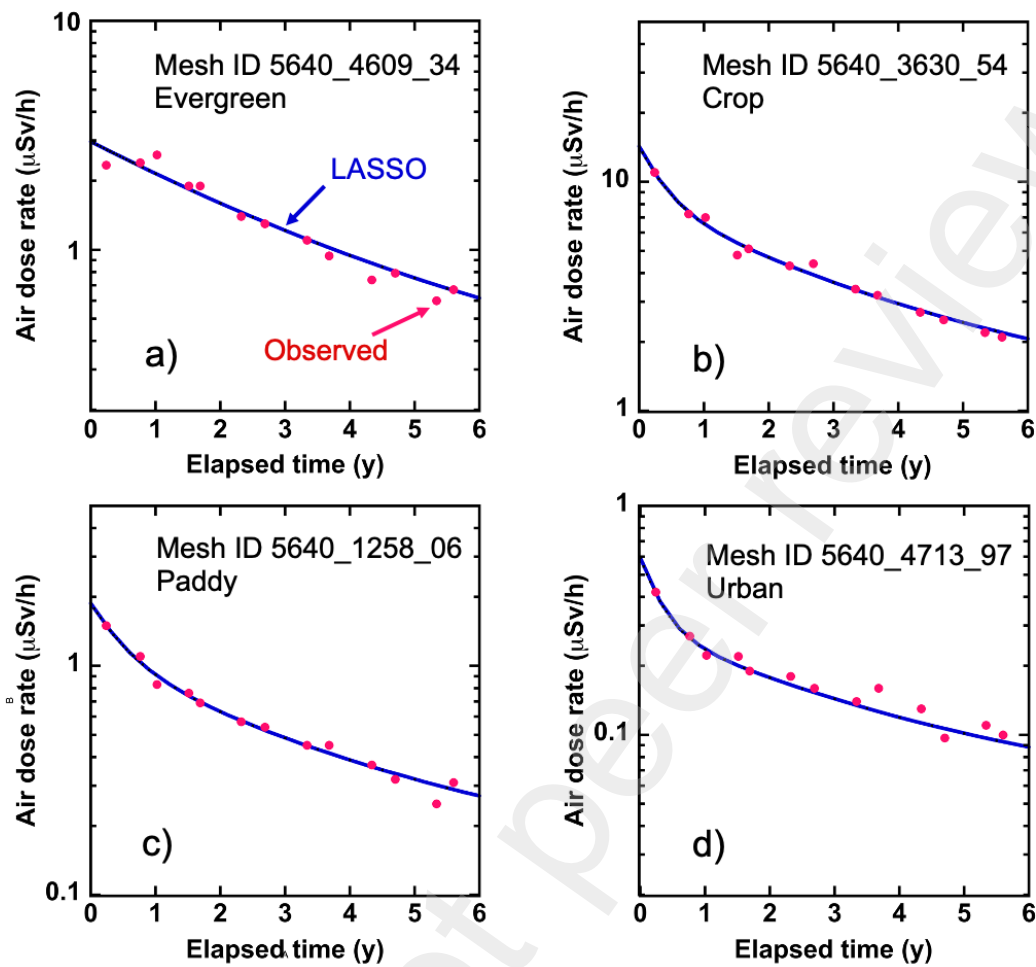 10
1
Air dose rate (μSv/h)
Mesh ID 5640_4609_34
Evergreen
LASSO
Observed
a)
0 1 2 3 4 5 6
Elapsed time (y)
10
1
Air dose rate (μSv/h)
Mesh ID 5640_3630_54
Crop
b)
0 1 2 3 4 5 6
Elapsed time (y)
1
0.1
Air dose rate (μSv/h)
B
Mesh ID 5640_1258_06
Paddy
c)
0 1 2 3 4 5 6
Elapsed time (y)
1
0.1
Air dose rate (μSv/h)
Mesh ID 5640_4713_97
Urban
d)
0 1 2 3 4 5 6
Elapsed time (y)
ot peer review